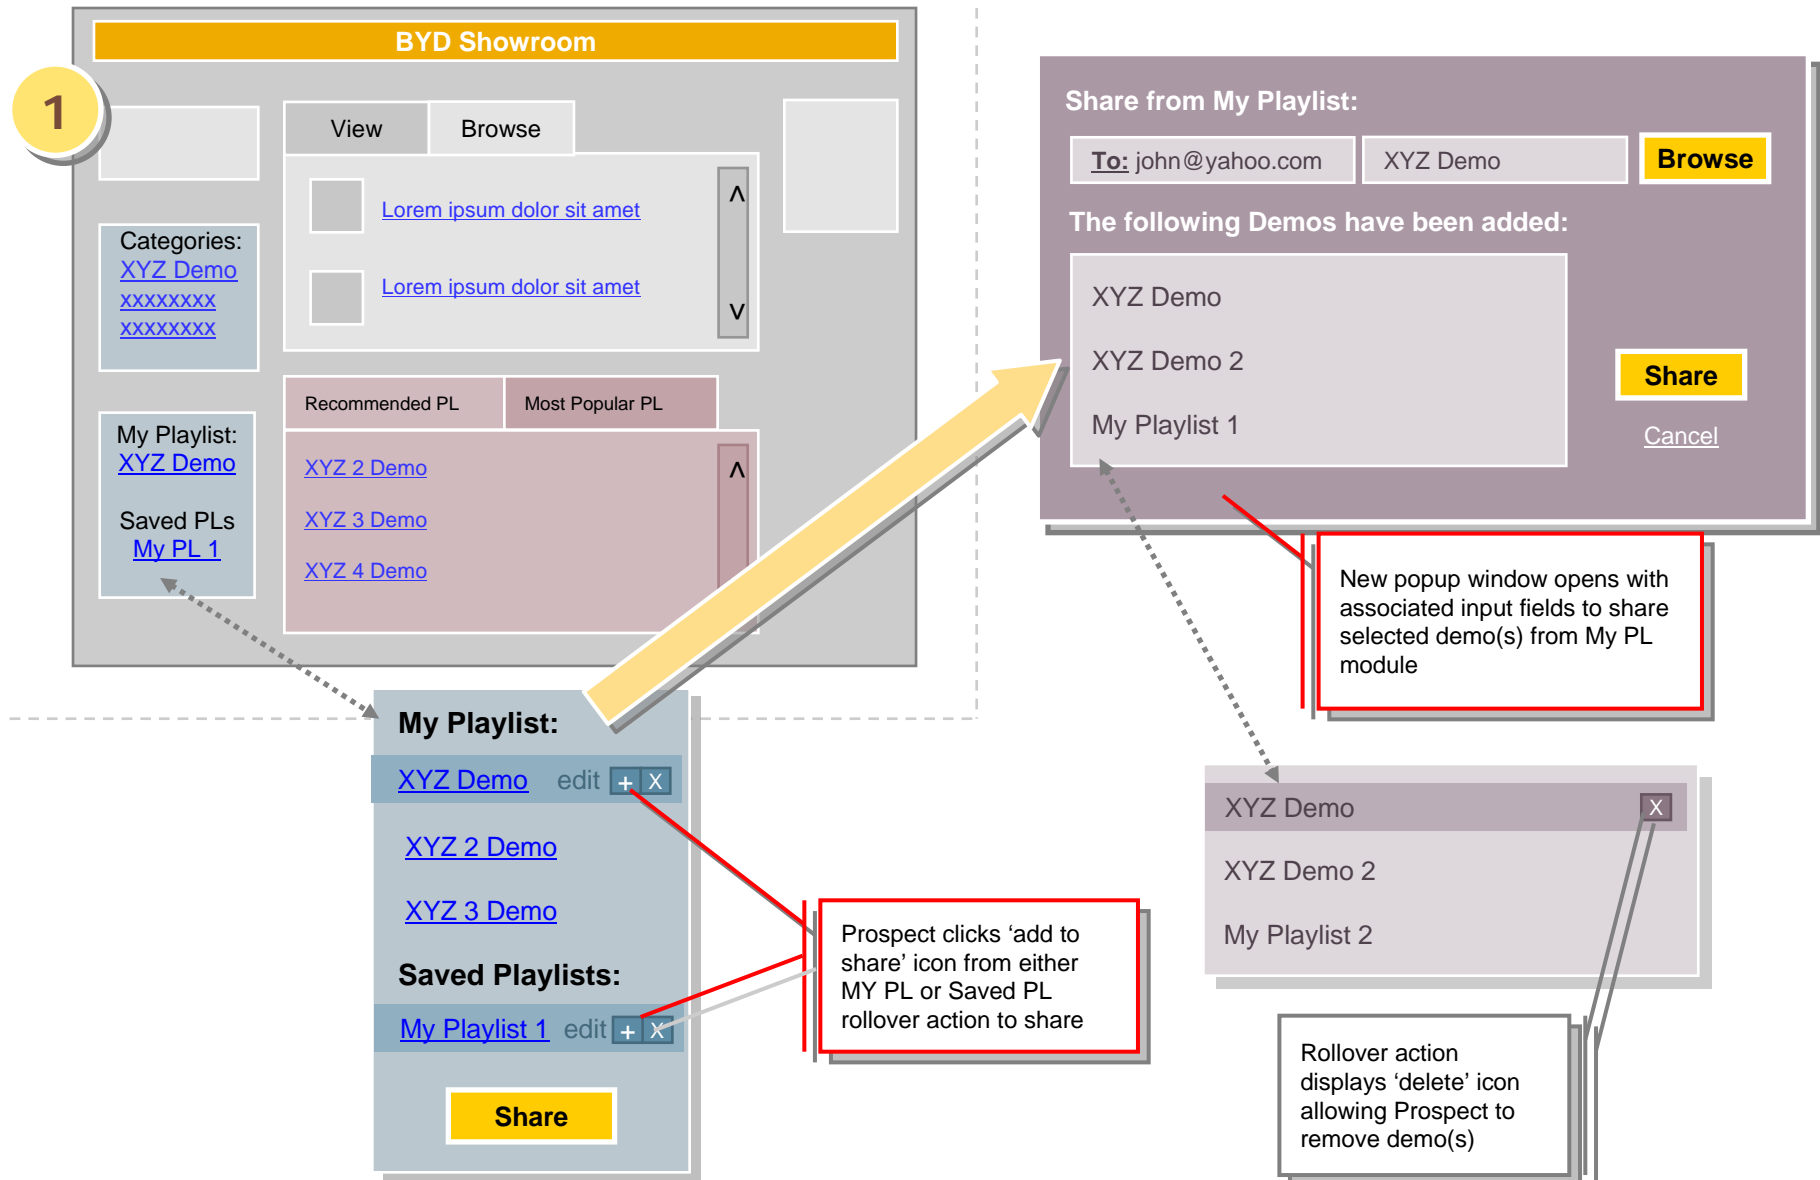 BYD Showroom
1
View
Browse
Lorem ipsum dolor sit amet
Lorem ipsum dolor sit amet
>
>
Categories:
XYZ Demo
xxxxxxxx
xxxxxxxx
Recommended PL
Most Popular PL
XYZ 2 Demo
XYZ 3 Demo
XYZ 4 Demo
>
My Playlist:
XYZ Demo
Saved PLs
My PL 1
My Playlist:
XYZ Demo edit + X
XYZ 2 Demo
XYZ 3 Demo
Saved Playlists:
My Playlist 1 edit + X
Share
Prospect clicks ‘add to
share’ icon from either
MY PL or Saved PL
rollover action to share
Share from My Playlist:
To: john@yahoo.com
XYZ Demo
Browse
The following Demos have been added:
XYZ Demo
XYZ Demo 2
My Playlist 1
Share
Cancel
New popup window opens with
associated input fields to share
selected demo(s) from My PL
module
XYZ Demo X
XYZ Demo 2
My Playlist 2
Rollover action
displays ‘delete’ icon
allowing Prospect to
remove demo(s)